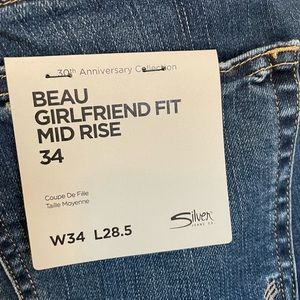 30th Anniversary Collection
BEAU
GIRLFRIEND FIT
MID RISE
34
Coupe De Fille
Taille Moyenne
Silver
JEANS CO.
W34 L28.5